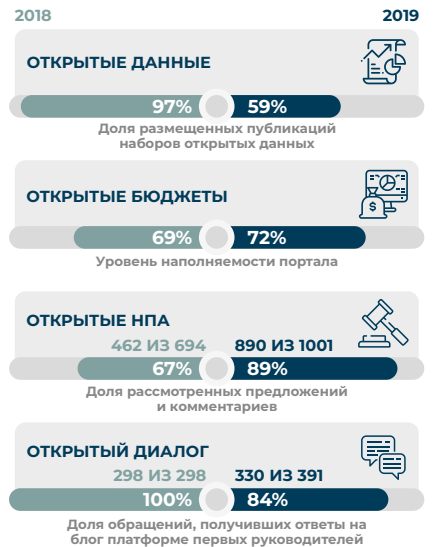 2018 2019
ОТКРЫТЫЕ ДАННЫЕ
97% 59%
Доля размещенных публикаций
наборов открытых данных
ОТКРЫТЫЕ БЮДЖЕТЫ
$
69% 72%
Уровень наполняемости портала
ОТКРЫТЫЕ НПА
462 ИЗ 694 890 ИЗ 1001
67% 89%
Доля рассмотренных предложений
и комментариев
ОТКРЫТЫЙ ДИАЛОГ
298 ИЗ 298 330 ИЗ 391
100% 84%
Доля обращений, получивших ответы на
блог платформе первых руководителей